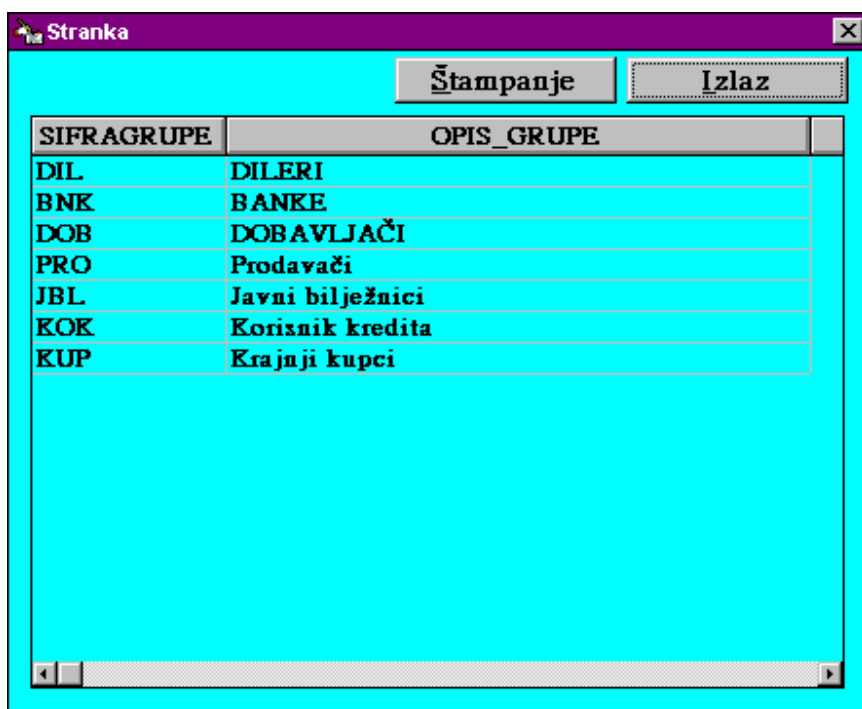 Stranka
Štampanje Izlaz
SIFRAGRUPE OPIS_GRUPE
DIL DILERI
BNK BANKE
DOB DOBAVLJAČI
PRO Prodavači
JBL Javni bilježnici
KOK Korisnik kredita
KUP Krajnji kupci